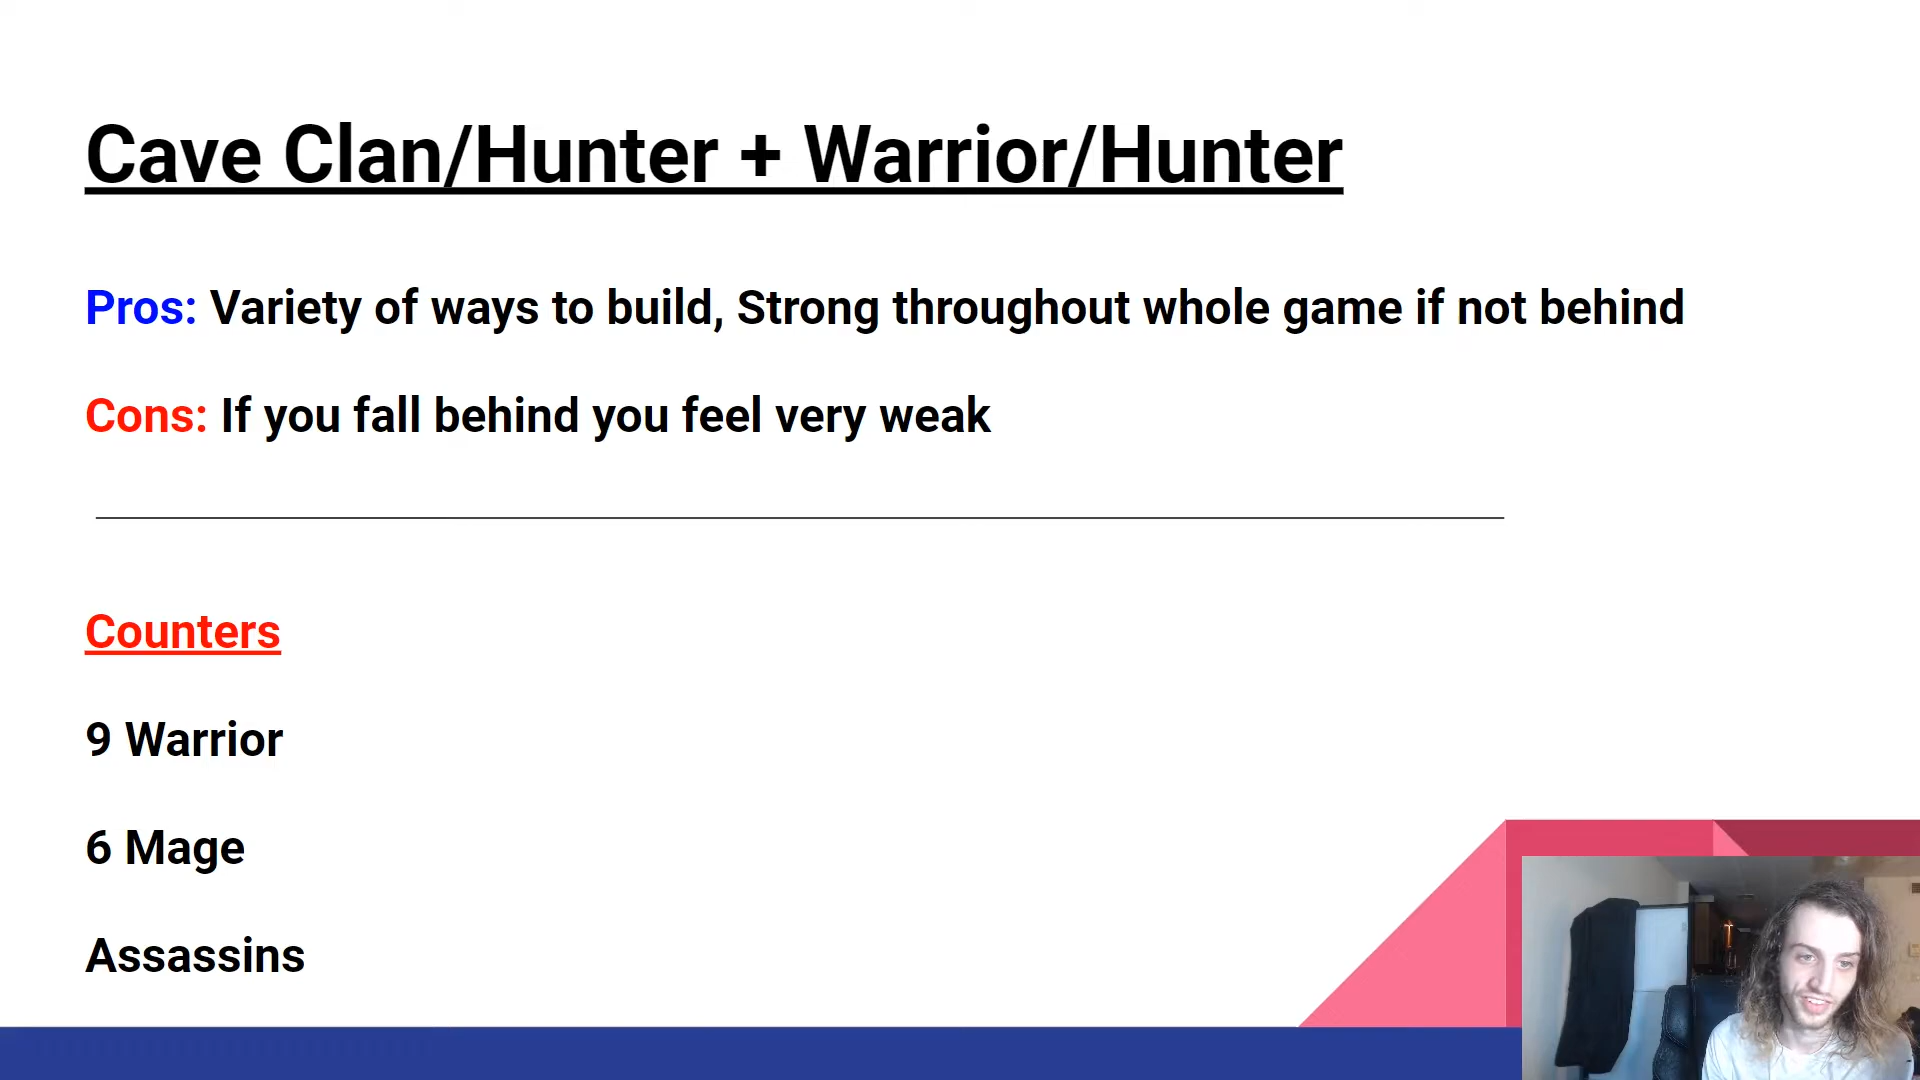 Cave Clan/Hunter + Warrior/Hunter
Pros: Variety of ways to build, Strong throughout whole game if not behind
Cons: If you fall behind you feel very weak
Counters
9 Warrior
6 Mage
Assassins